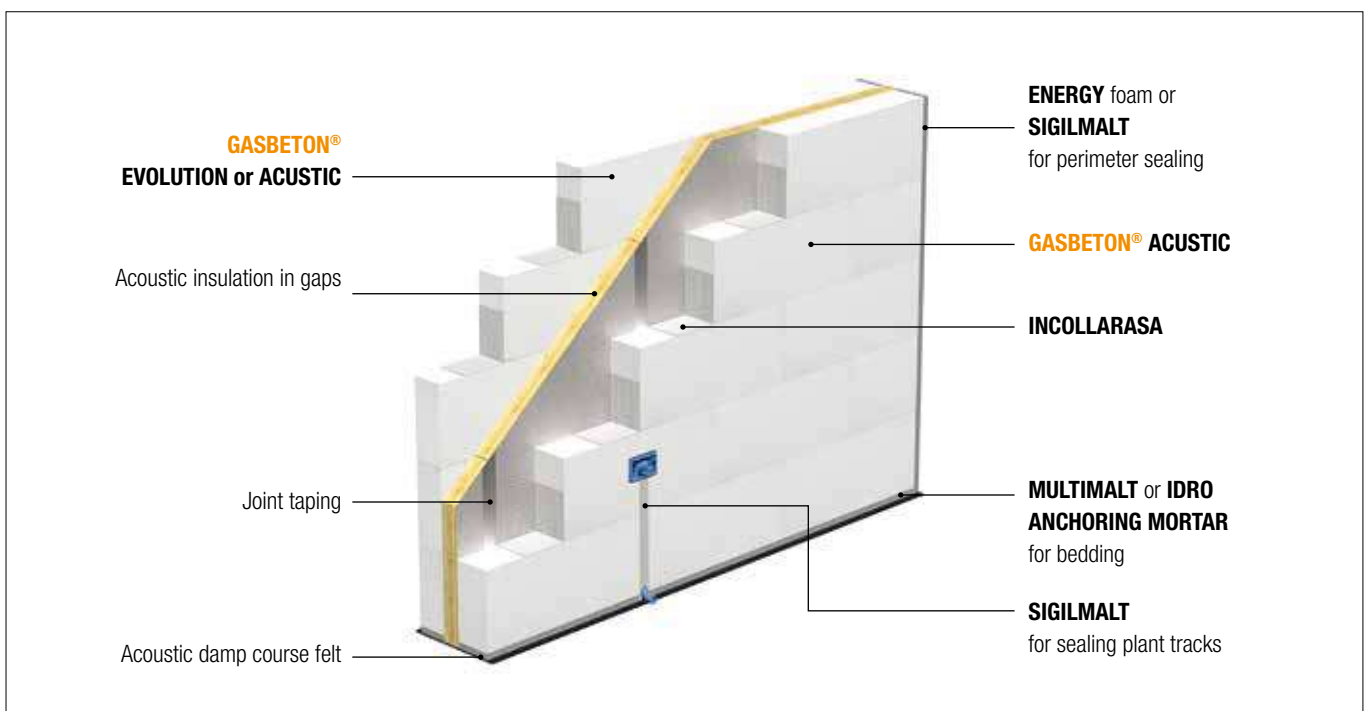 GASBETON®
EVOLUTION or ACUSTIC
Acoustic insulation in gaps
Joint taping
Acoustic damp course felt
ENERGY foam or
SIGILMALT
for perimeter sealing
GASBETON® ACUSTIC
INCOLLARASA
MULTIMALT or IDRO
ANCHORING MORTAR
for bedding
SIGILMALT
for sealing plant tracks